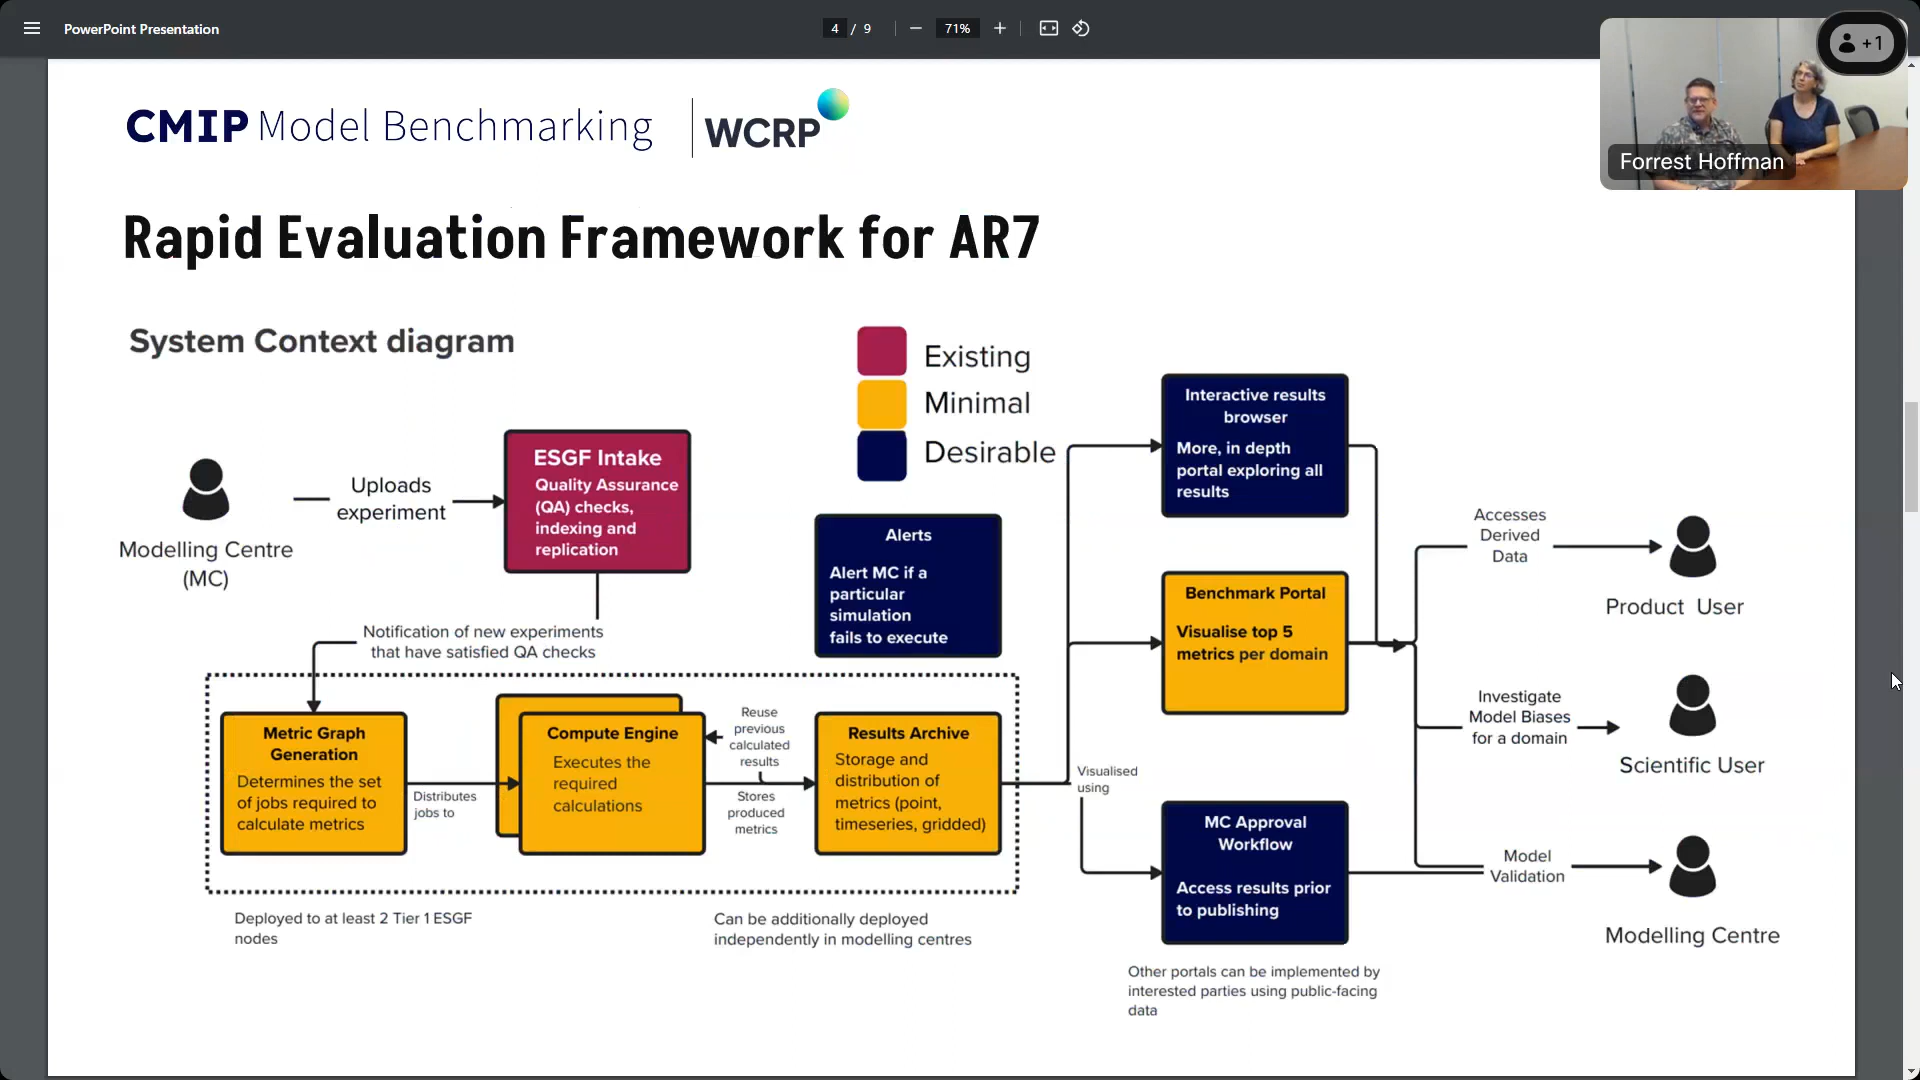 PowerPoint Presentation
4 / 9
71%
+1
Forrest Hoffman
CMIP Model Benchmarking
WCRP
Rapid Evaluation Framework for AR7
System Context diagram
Existing
Minimal
Desirable
Modelling Centre
(MC)
Uploads
experiment
ESGF Intake
Quality Assurance
(QA) checks,
indexing and
replication
Notification of new experiments
that have satisfied QA checks
Alerts
Alert MC if a
particular
simulation
fails to execute
Metric Graph
Generation
Determines the set
of jobs required to
calculate metrics
Distributes
jobs to
Compute Engine
Executes the
required
calculations
Reuse
previous
calculated
results
Stores
produced
metrics
Results Archive
Storage and
distribution of
metrics (point,
timeseries, gridded)
Deployed to at least 2 Tier 1 ESGF
nodes
Can be additionally deployed
independently in modelling centres
Visualised
using
Interactive results
browser
More, in depth
portal exploring all
results
Benchmark Portal
Visualise top 5
metrics per domain
MC Approval
Workflow
Access results prior
to publishing
Other portals can be implemented by
interested parties using public-facing
data
Accesses
Derived
Data
Product User
Investigate
Model Biases
for a domain
Scientific User
Model
Validation
Modelling Centre